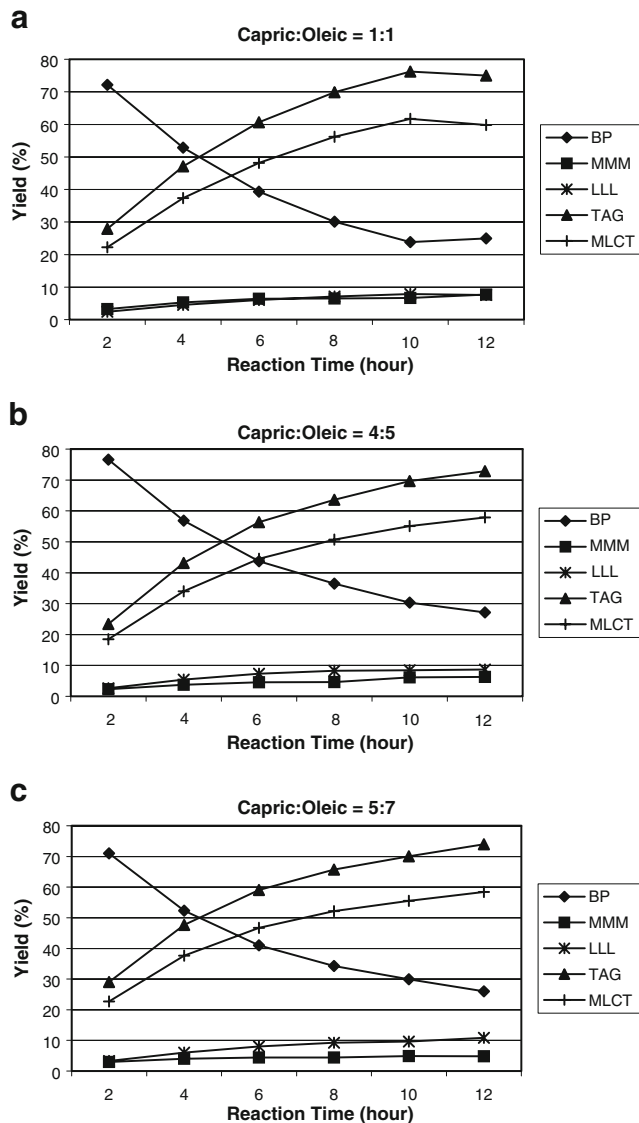 a
Capric:Oleic = 1:1
80
70
60
50
40
30
20
10
0
Yield (%)
2 4 6 8 10 12
Reaction Time (hour)
BP
MMM
LLL
TAG
MLCT
b
Capric:Oleic = 4:5
80
70
60
50
40
30
20
10
0
Yield (%)
2 4 6 8 10 12
Reaction Time (hour)
BP
MMM
LLL
TAG
MLCT
c
Capric:Oleic = 5:7
80
70
60
50
40
30
20
10
0
Yield (%)
2 4 6 8 10 12
Reaction Time (hour)
BP
MMM
LLL
TAG
MLCT